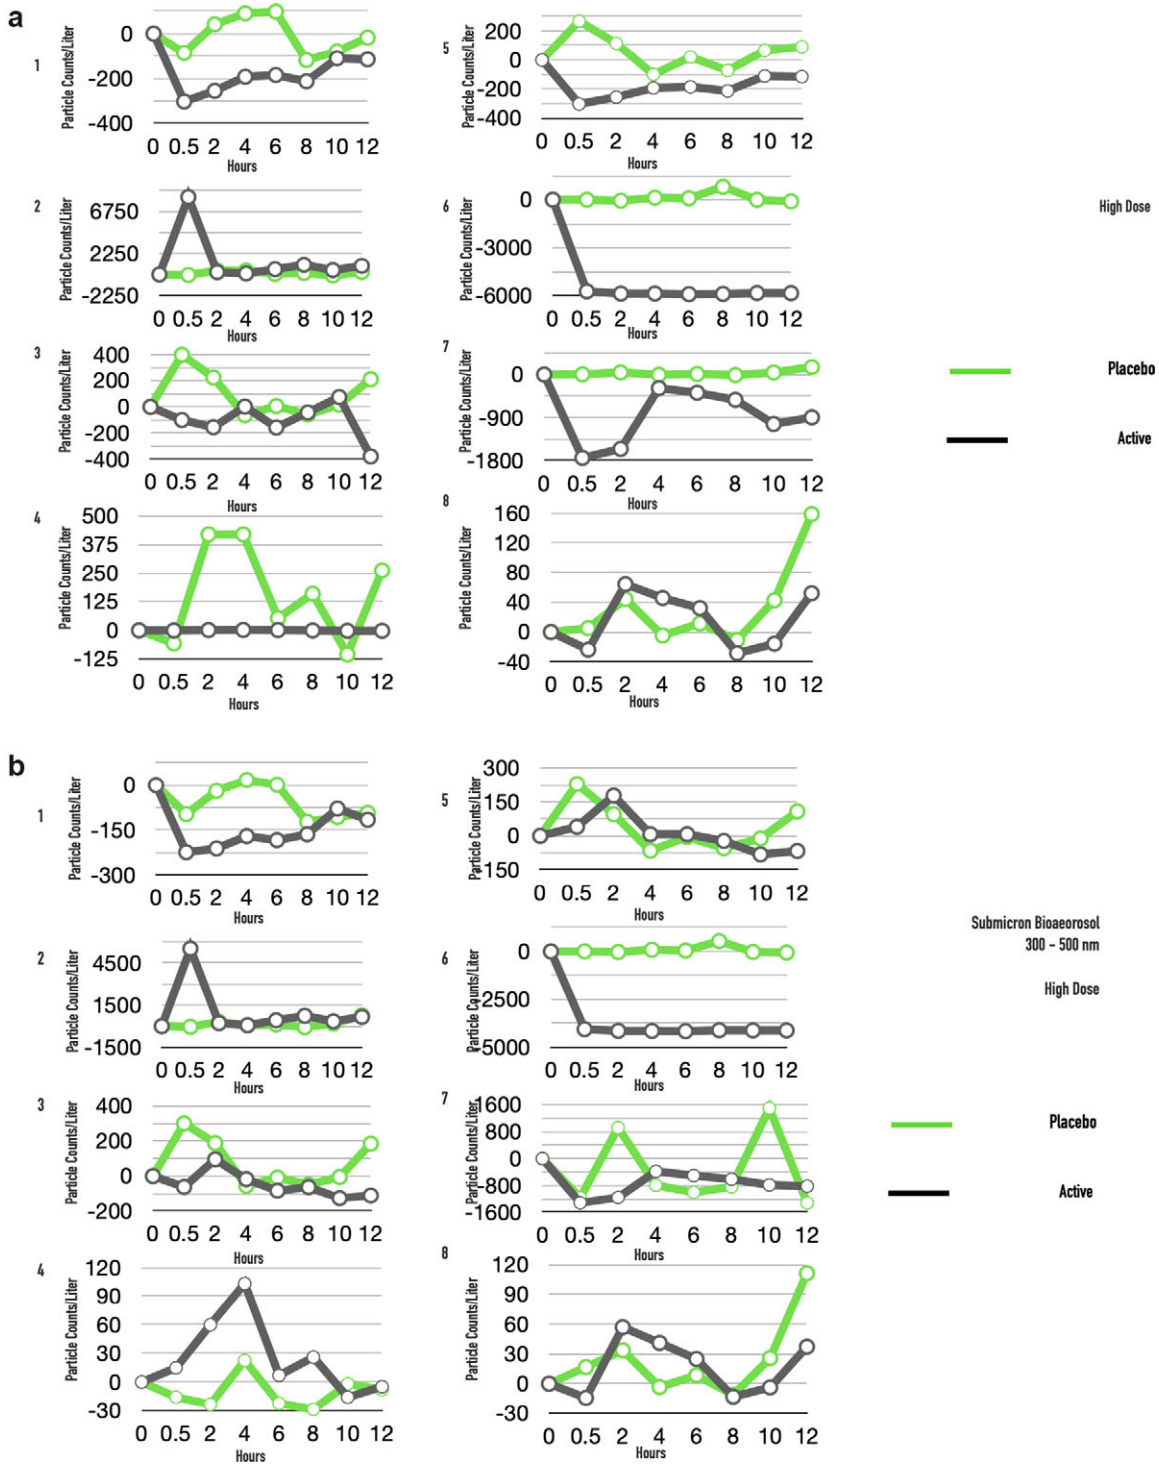 a
1
Particle Counts/Liter
0
-200
-400
0 0.5 2 4 6 8 10 12
Hours
5
Particle Counts/Liter
200
0
-200
-400
0 0.5 2 4 6 8 10 12
Hours
2
Particle Counts/Liter
6750
2250
-2250
0 0.5 2 4 6 8 10 12
Hours
6
Particle Counts/Liter
0
-3000
-6000
0 0.5 2 4 6 8 10 12
Hours
High Dose
3
Particle Counts/Liter
400
200
0
-200
-400
0 0.5 2 4 6 8 10 12
Hours
7
Particle Counts/Liter
0
-900
-1800
0 0.5 2 4 6 8 10 12
Hours
Placebo
Active
4
Particle Counts/Liter
500
375
250
125
0
-125
0 0.5 2 4 6 8 10 12
Hours
8
Particle Counts/Liter
160
120
80
40
0
-40
0 0.5 2 4 6 8 10 12
Hours
b
1
Particle Counts/Liter
0
-150
-300
0 0.5 2 4 6 8 10 12
Hours
5
Particle Counts/Liter
300
150
0
-150
0 0.5 2 4 6 8 10 12
Hours
2
Particle Counts/Liter
4500
1500
-1500
0 0.5 2 4 6 8 10 12
Hours
6
Particle Counts/Liter
0
-2500
-5000
0 0.5 2 4 6 8 10 12
Hours
Submicron Bioaeorosol
300 – 500 nm
High Dose
3
Particle Counts/Liter
400
200
0
-200
0 0.5 2 4 6 8 10 12
Hours
7
Particle Counts/Liter
1600
800
0
-800
-1600
0 0.5 2 4 6 8 10 12
Hours
Placebo
Active
4
Particle Counts/Liter
120
90
60
30
0
-30
0 0.5 2 4 6 8 10 12
Hours
8
Particle Counts/Liter
120
90
60
30
0
-30
0 0.5 2 4 6 8 10 12
Hours